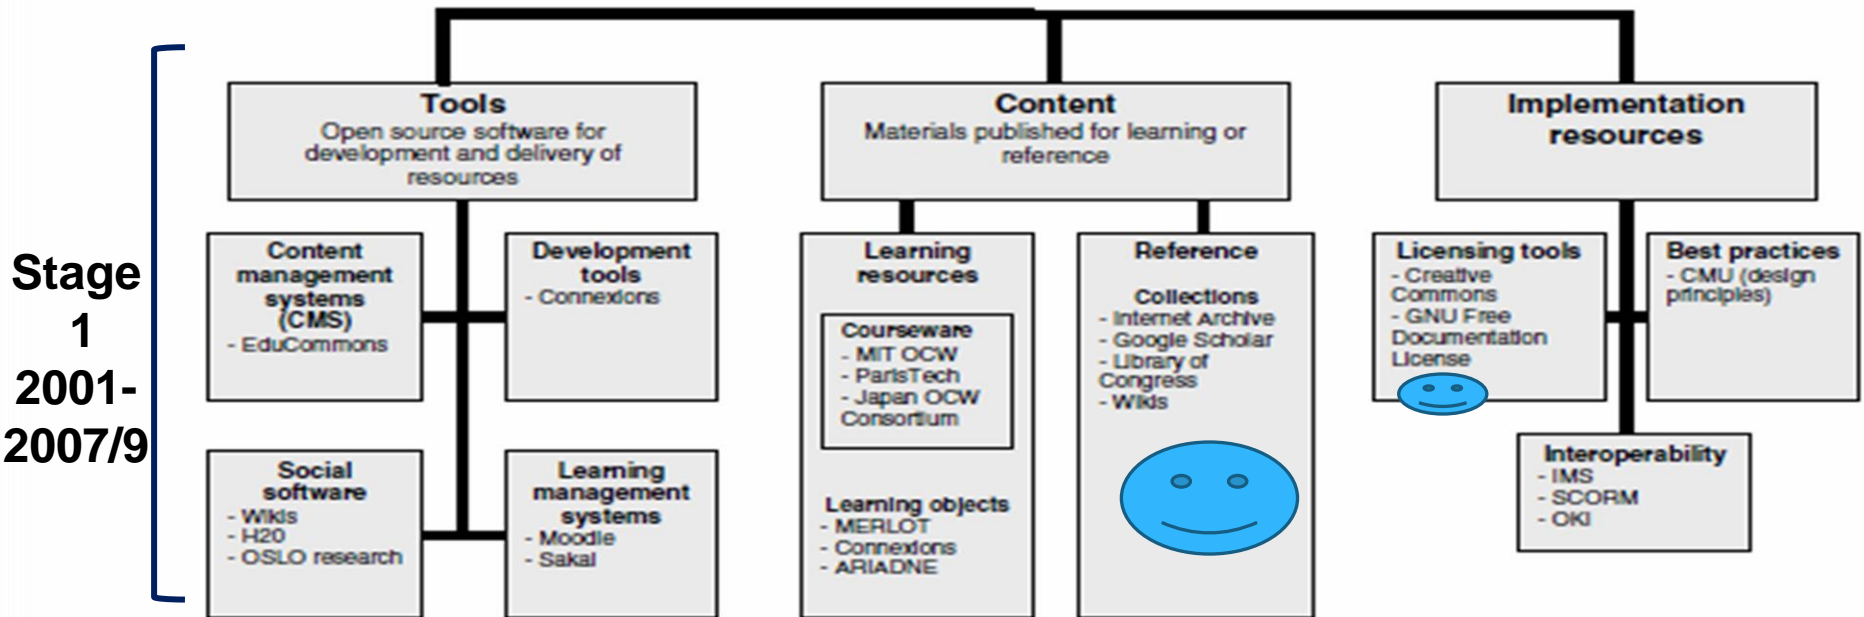 Stage
1
2001-
2007/9
Tools
Open source software for
development and delivery of
resources
Content
management
systems
(CMS)
- EduCommons
Development
tools
- Connexions
Social
software
- Wikis
- H20
- OSLO research
Learning
management
systems
- Moodle
- Sakai
Content
Materials published for learning or
reference
Learning
resources
Courseware
- MIT OCW
- ParisTech
- Japan OCW
Consortium
Learning objects
- MERLOT
- Connexions
- ARIADNE
Reference
Collections
- Internet Archive
- Google Scholar
- Library of
Congress
- Wikis
Implementation
resources
Licensing tools
- Creative
Commons
- GNU Free
Documentation
License
Best practices
- CMU (design
principles)
Interoperability
- IMS
- SCORM
- OKI